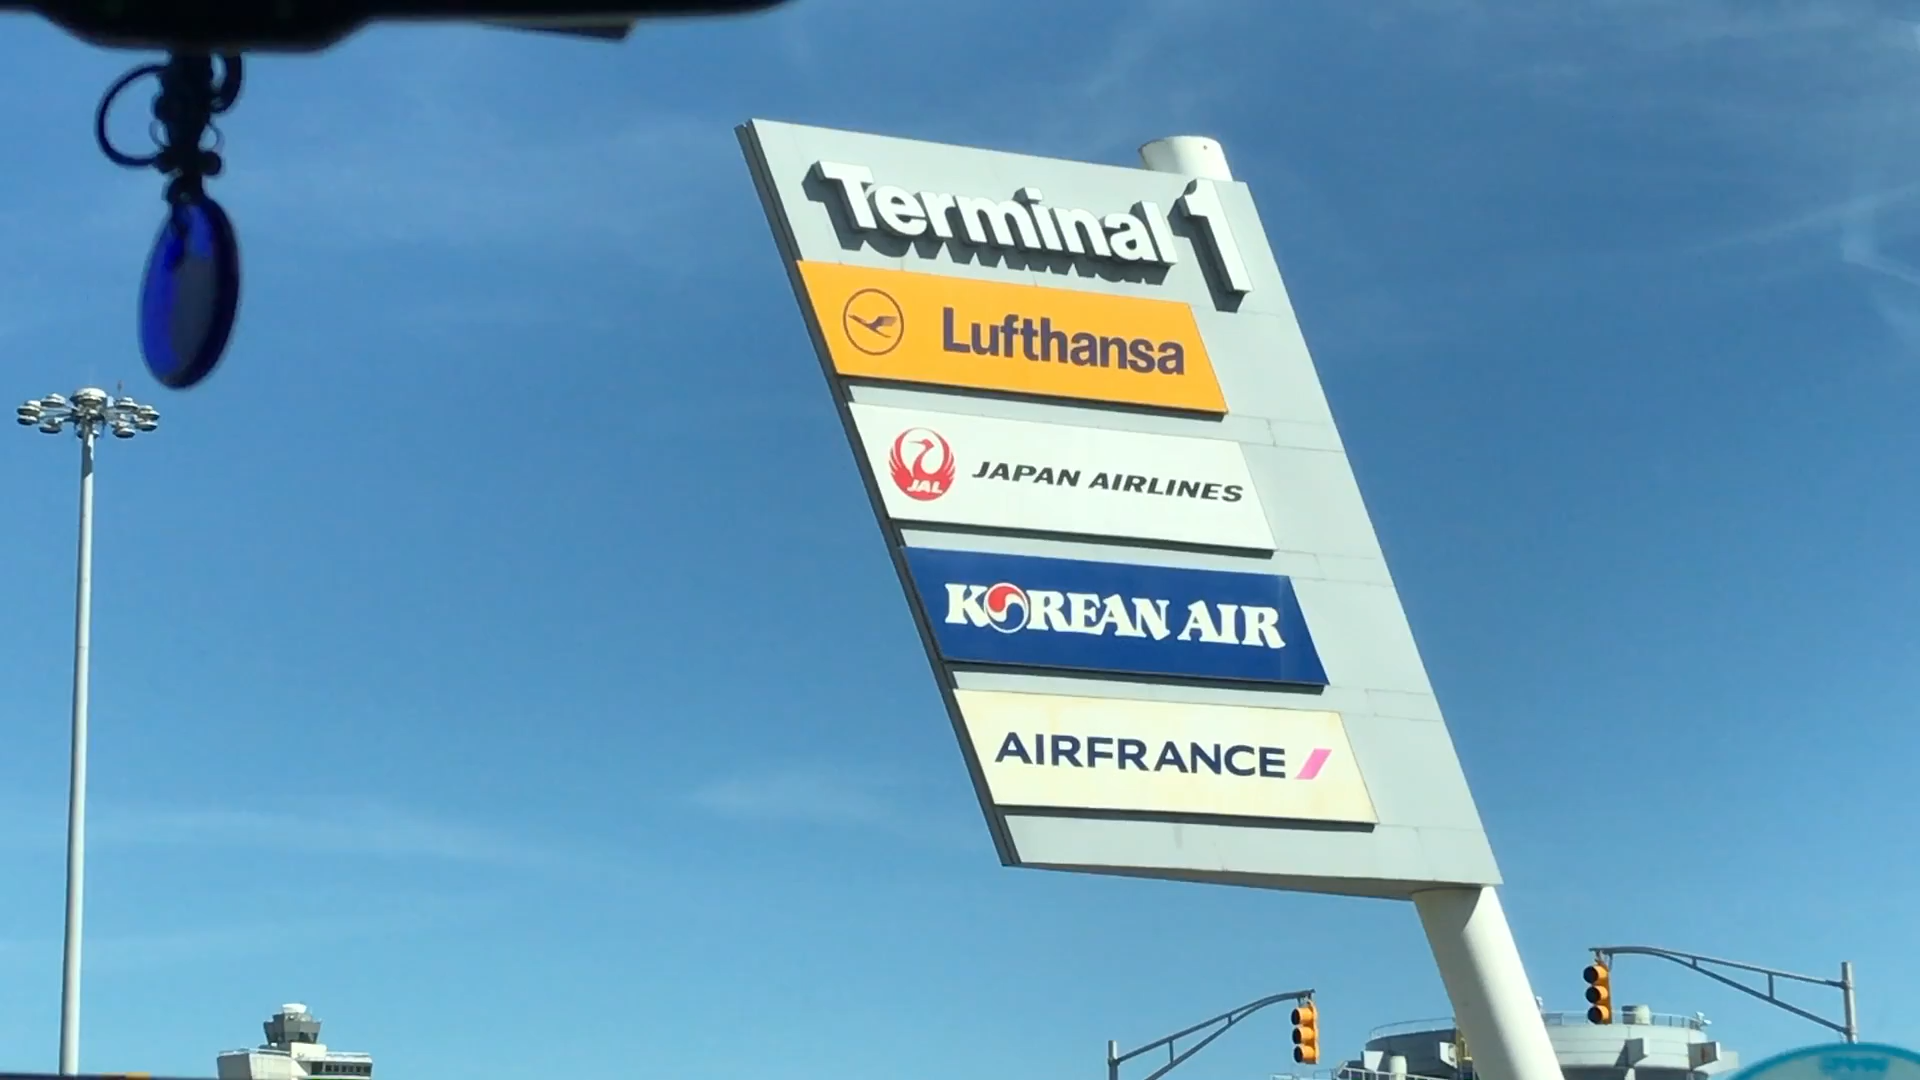 Terminal 1
Lufthansa
JAL
JAPAN AIRLINES
KOREAN AIR
AIRFRANCE